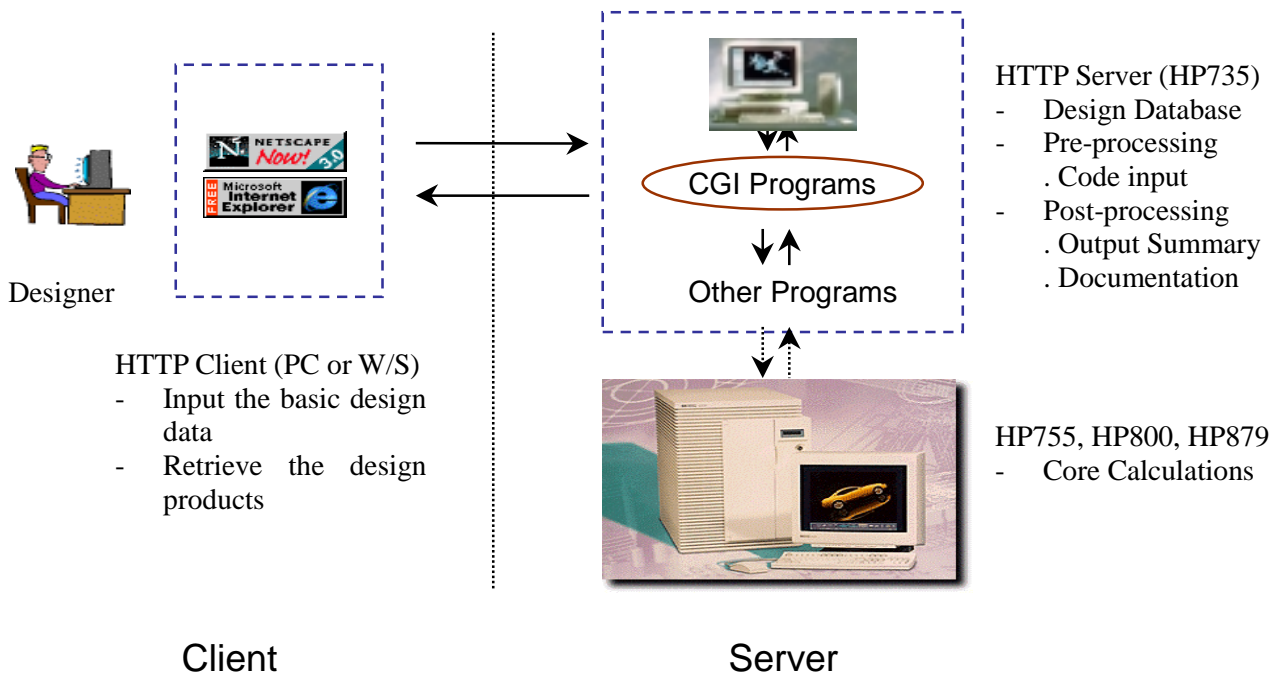 Designer
N
NETSCAPE
Now! 3.0
FREE
Microsoft
Internet
Explorer
HTTP Client (PC or W/S)
- Input the basic design
data
- Retrieve the design
products
Client
CGI Programs
Other Programs
HTTP Server (HP735)
- Design Database
- Pre-processing
. Code input
- Post-processing
. Output Summary
. Documentation
HP755, HP800, HP879
- Core Calculations
Server